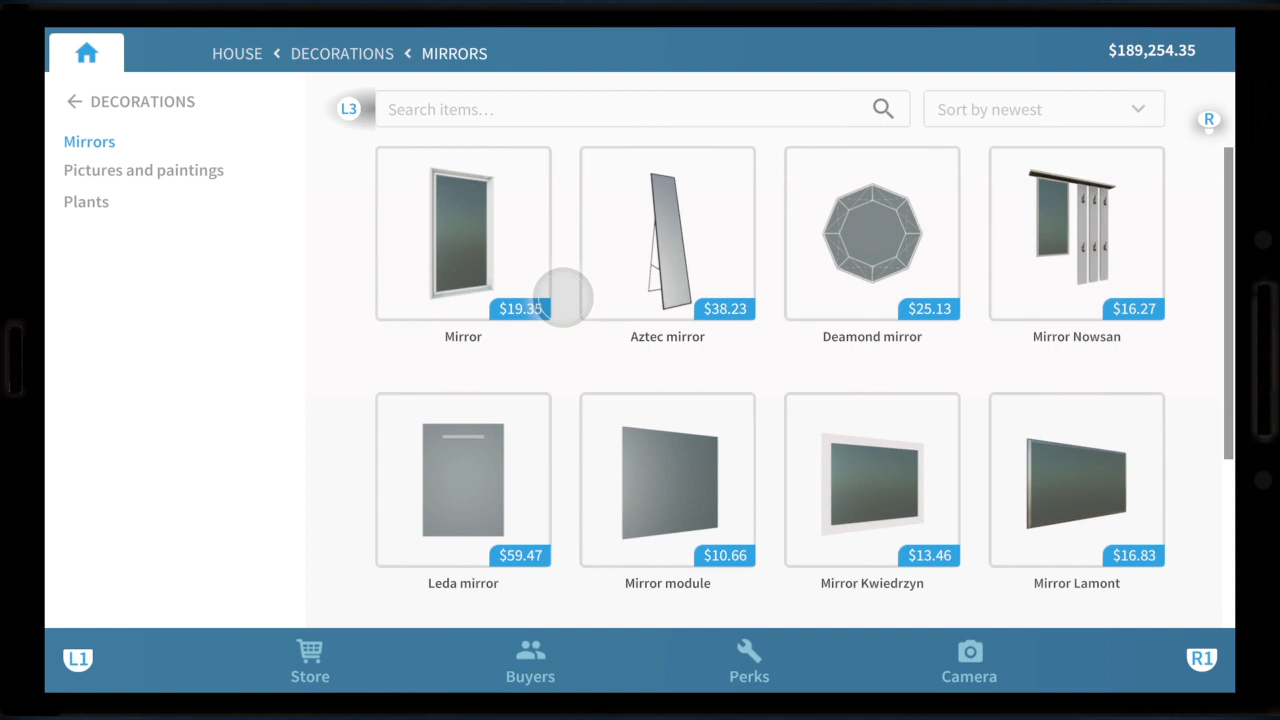 HOUSE < DECORATIONS < MIRRORS
$189,254.35
DECORATIONS
Mirrors
Pictures and paintings
Plants
L3
Search items...
Sort by newest
R
$19.35
$38.23
$25.13
$16.27
Mirror
Aztec mirror
Deamond mirror
Mirror Nowsan
$59.47
$10.66
$13.46
$16.83
Leda mirror
Mirror module
Mirror Kwiedrzyn
Mirror Lamont
L1
Store
Buyers
Perks
Camera
R1